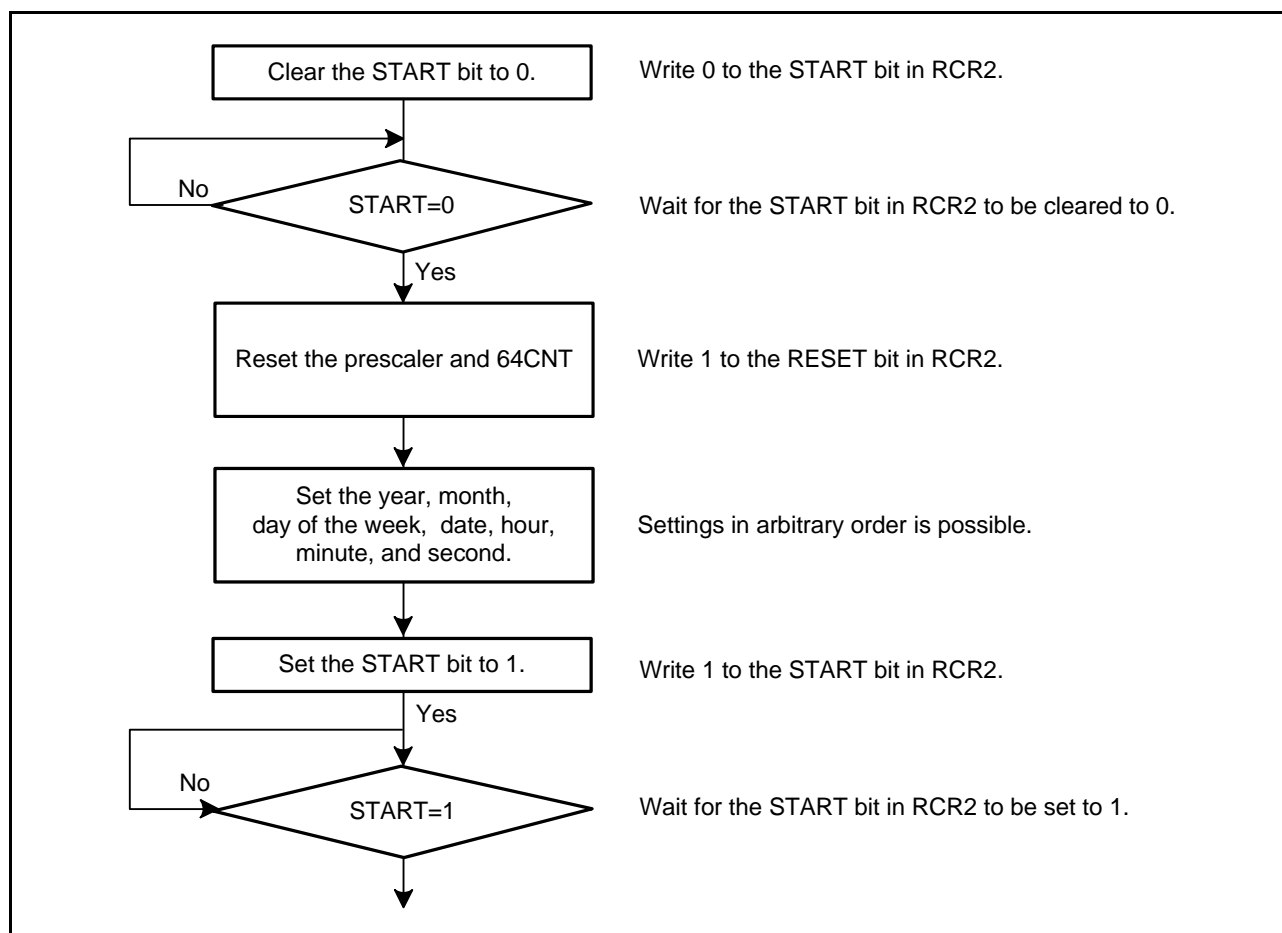 Clear the START bit to 0.
Write 0 to the START bit in RCR2.
No
START=0
Wait for the START bit in RCR2 to be cleared to 0.
Yes
Reset the prescaler and 64CNT
Write 1 to the RESET bit in RCR2.
Set the year, month,
day of the week, date, hour,
minute, and second.
Settings in arbitrary order is possible.
Set the START bit to 1.
Write 1 to the START bit in RCR2.
Yes
No
START=1
Wait for the START bit in RCR2 to be set to 1.